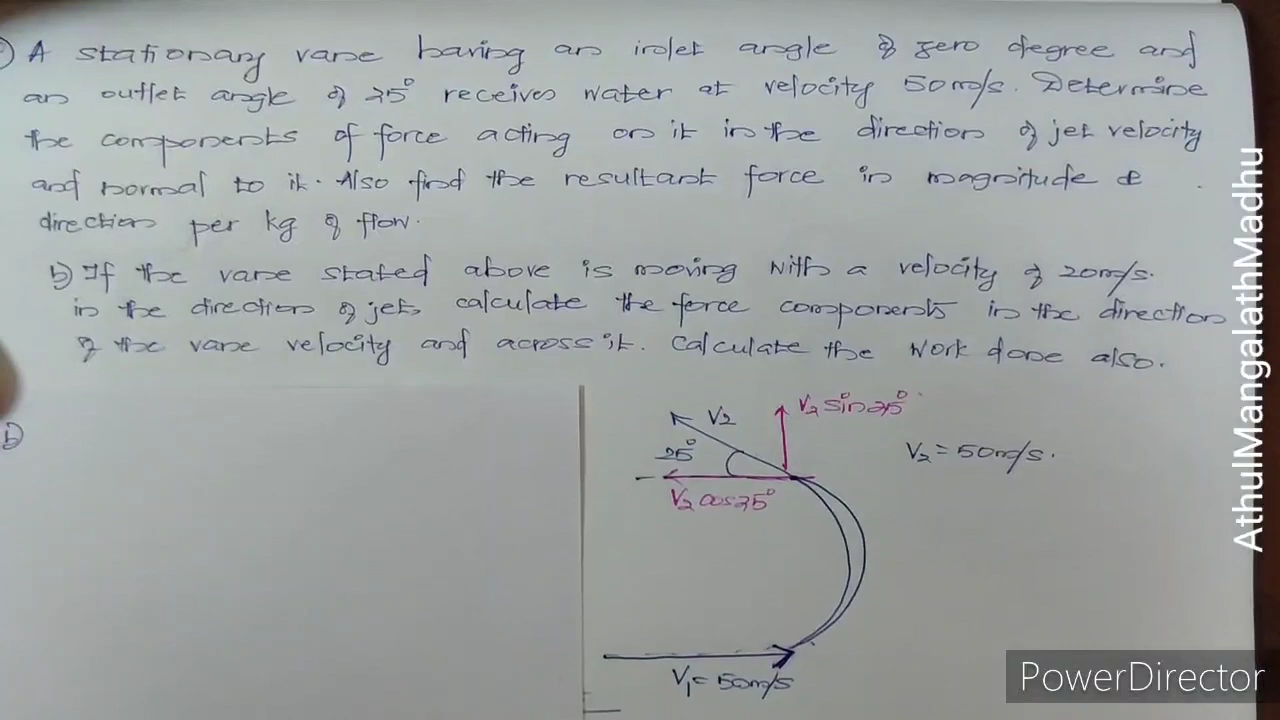 A stationary vane having an inlet angle of zero degree and
an outlet angle of 25° receives water at velocity 50m/s. Determine
the components of force acting on it in the direction of jet velocity
and normal to it. Also find the resultant force in magnitude &
direction per kg of flow.
b) If the vane stated above is moving with a velocity of 20m/s.
in the direction of jet, calculate the force components in the direction
of the vane velocity and across it. Calculate the work done also.
V2
V2 sin25°
25°
V2 = 50m/s.
V2 cos25°
V1 = 50m/s
AthulMangalathMadhu
PowerDirector